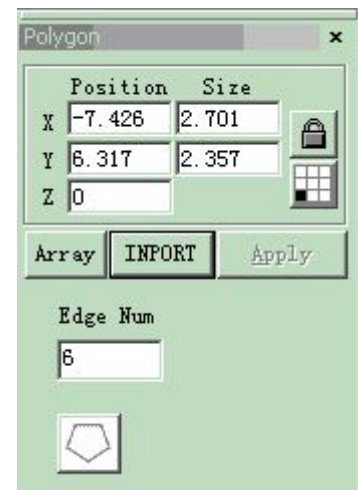 Polygon ×
Position Size
X -7.426 2.701
Y 6.317 2.357
Z 0
Array INPORT Apply
Edge Num
6